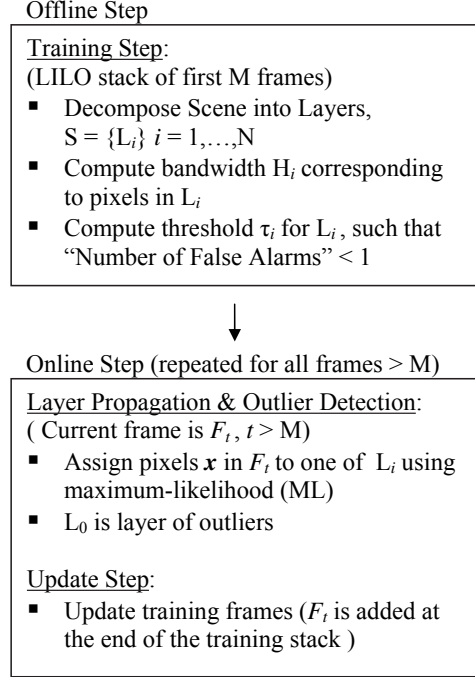 Offline Step
Training Step:
(LILO stack of first M frames)
▪ Decompose Scene into Layers,
S = {Lᵢ} i = 1,…,N
▪ Compute bandwidth Hᵢ corresponding
to pixels in Lᵢ
▪ Compute threshold τᵢ for Lᵢ , such that
“Number of False Alarms” < 1
Online Step (repeated for all frames > M)
Layer Propagation & Outlier Detection:
( Current frame is Fₜ , t > M)
▪ Assign pixels x in Fₜ to one of Lᵢ using
maximum-likelihood (ML)
▪ L₀ is layer of outliers
Update Step:
▪ Update training frames (Fₜ is added at
the end of the training stack )